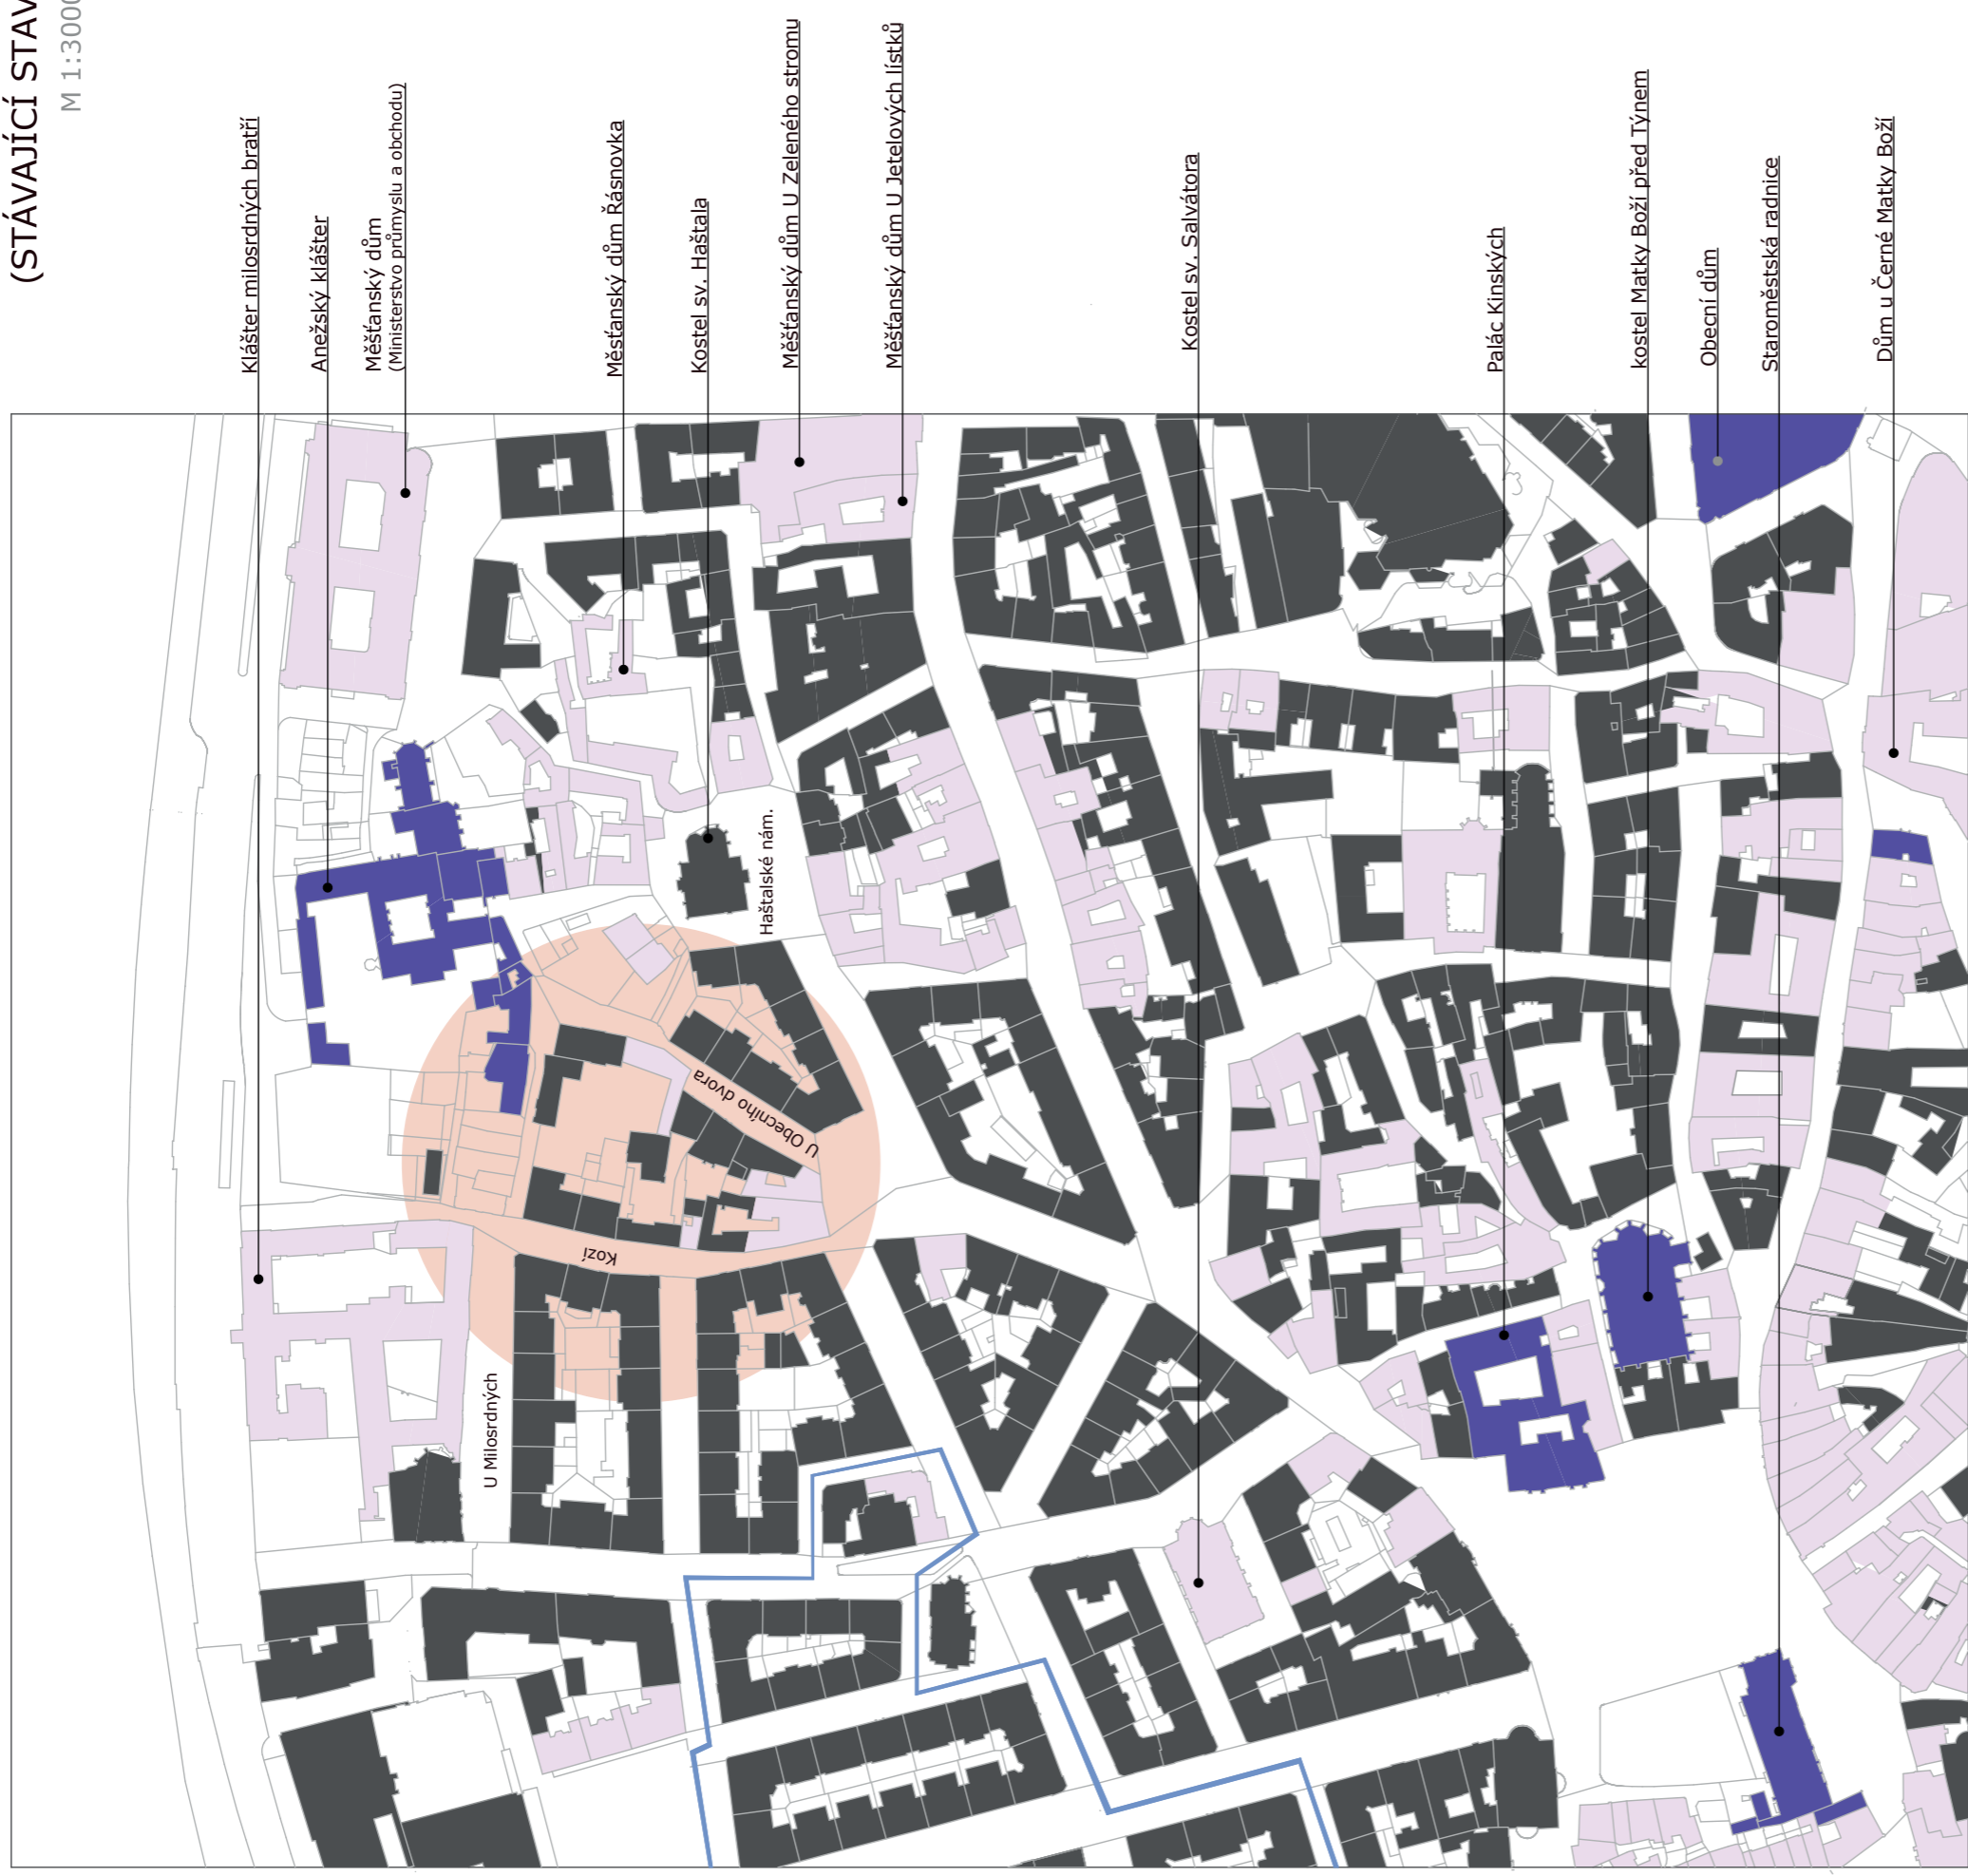 (STÁVAJÍCÍ STAV
M 1:3000
Klášter milosrdných bratří
Anežský klášter
Měšťanský dům
(Ministerstvo průmyslu a obchodu)
Měsťanský dům Řásnovka
Kostel sv. Haštala
Měšťanský dům U Zeleného stromu
Měšťanský dům U Jetelových lístků
Kostel sv. Salvátora
Palác Kinských
kostel Matky Boží před Týnem
Obecní dům
Staroměstská radnice
Dům u Černé Matky Boží
Haštalské nám.
U Obecního dvora
Kozí
U Milosrdných